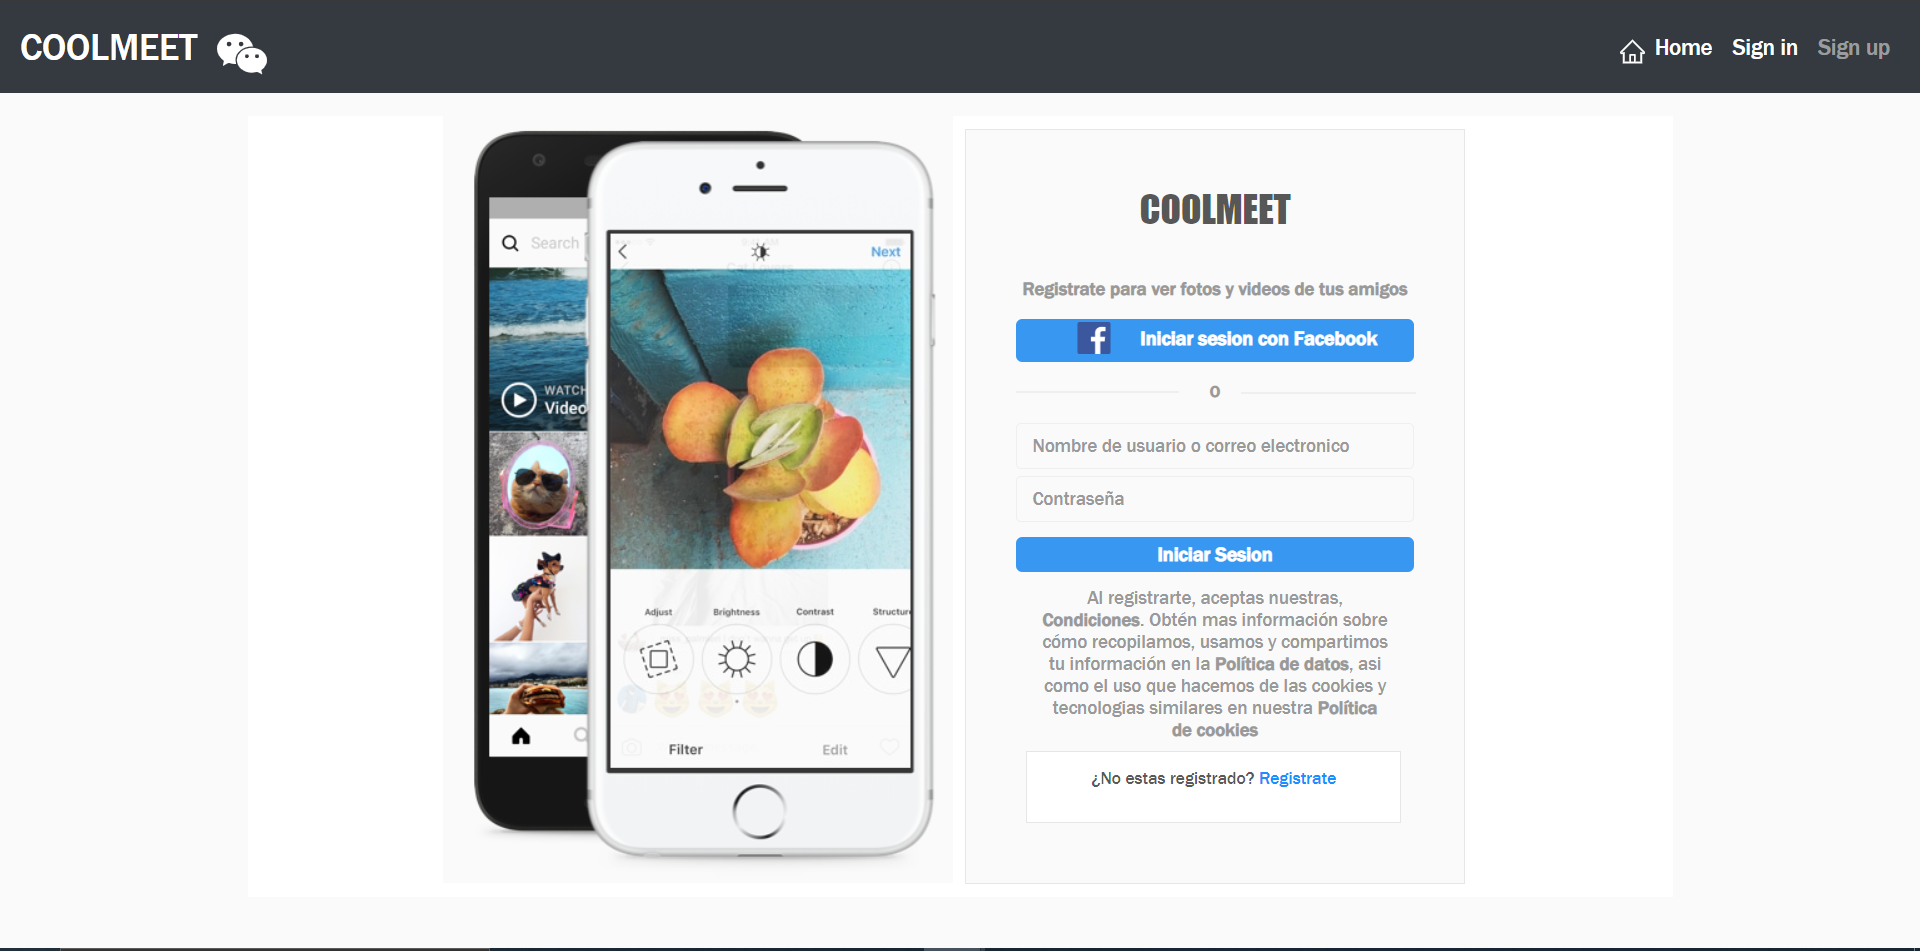 COOLMEET
Home Sign in Sign up
Search
WATCH
Video
Next
Adjust Brightness Contrast Structure
Filter Edit
COOLMEET
Registrate para ver fotos y videos de tus amigos
Iniciar sesion con Facebook
O
Nombre de usuario o correo electronico
Contraseña
Iniciar Sesion
Al registrarte, aceptas nuestras,
Condiciones. Obtén mas información sobre
cómo recopilamos, usamos y compartimos
tu información en la Política de datos, asi
como el uso que hacemos de las cookies y
tecnologias similares en nuestra Política
de cookies
¿No estas registrado? Registrate